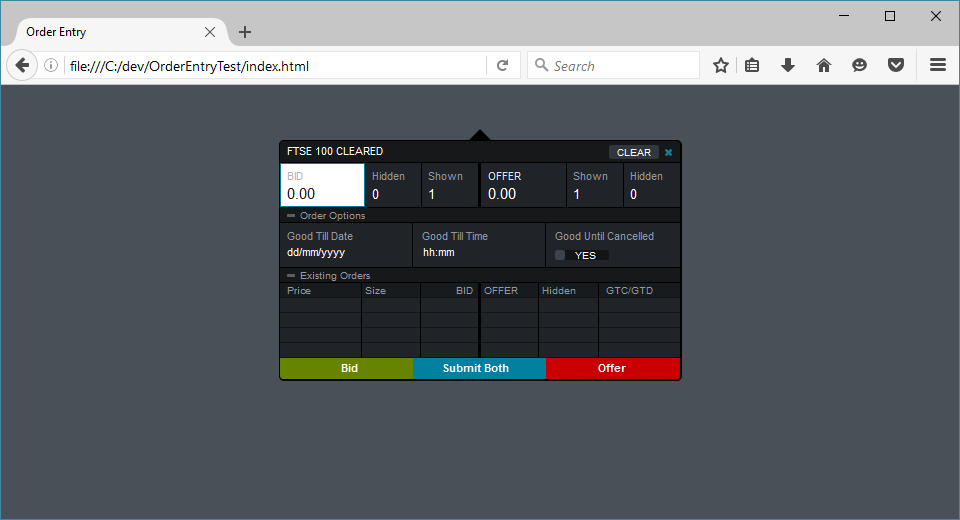 Order Entry
file:///C:/dev/OrderEntryTest/index.html
Search
FTSE 100 CLEARED CLEAR
BID Hidden Shown OFFER Shown Hidden
0.00 0 1 0.00 1 0
Order Options
Good Till Date Good Till Time Good Until Cancelled
dd/mm/yyyy hh:mm YES
Existing Orders
Price Size BID OFFER Hidden GTC/GTD
Bid Submit Both Offer